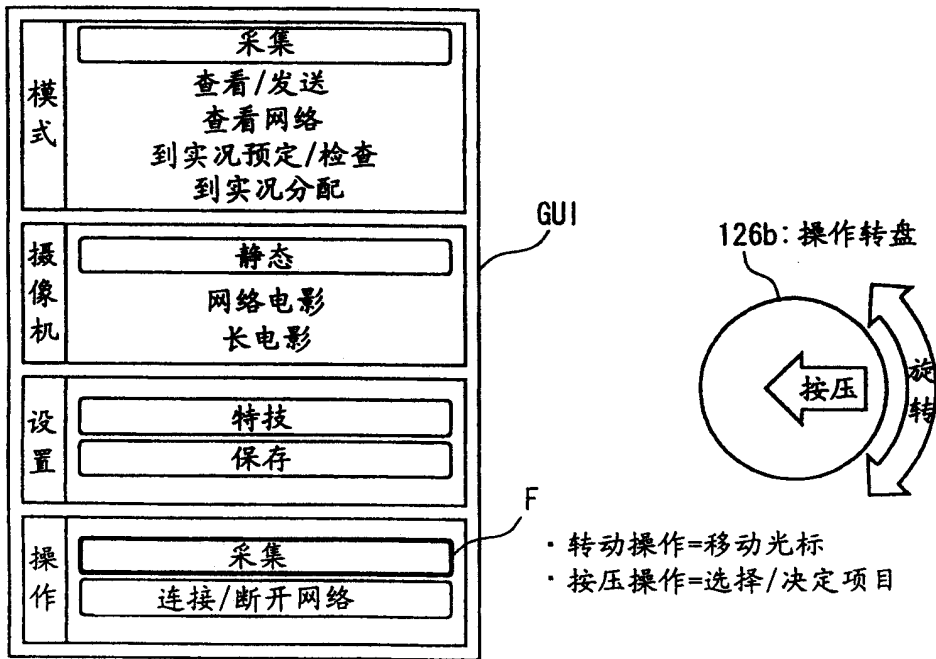 模式
采集
查看/发送
查看网络
到实况预定/检查
到实况分配
摄像机
静态
网络电影
长电影
设置
特技
保存
操作
采集
连接/断开网络
GUI
F
126b:操作转盘
按压
旋转
·转动操作=移动光标
·按压操作=选择/决定项目